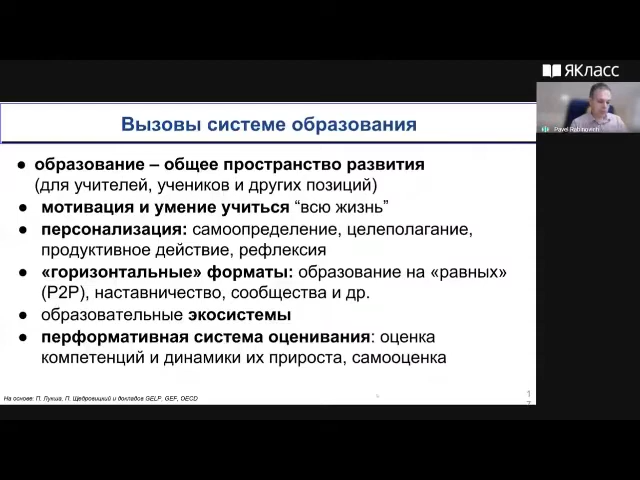 ЯКласс
Pavel Rabinovich
Вызовы системе образования
● образование – общее пространство развития
(для учителей, учеников и других позиций)
● мотивация и умение учиться “всю жизнь”
● персонализация: самоопределение, целеполагание,
продуктивное действие, рефлексия
● «горизонтальные» форматы: образование на «равных»
(P2P), наставничество, сообщества и др.
● образовательные экосистемы
● перформативная система оценивания: оценка
компетенций и динамики их прироста, самооценка
На основе: П. Лукша, П. Щедровицкий и докладов GELP, GEF, OECD